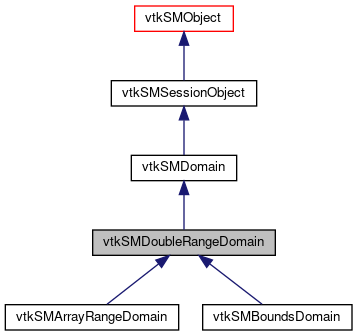 vtkSMObject
vtkSMSessionObject
vtkSMDomain
vtkSMDoubleRangeDomain
vtkSMArrayRangeDomain
vtkSMBoundsDomain